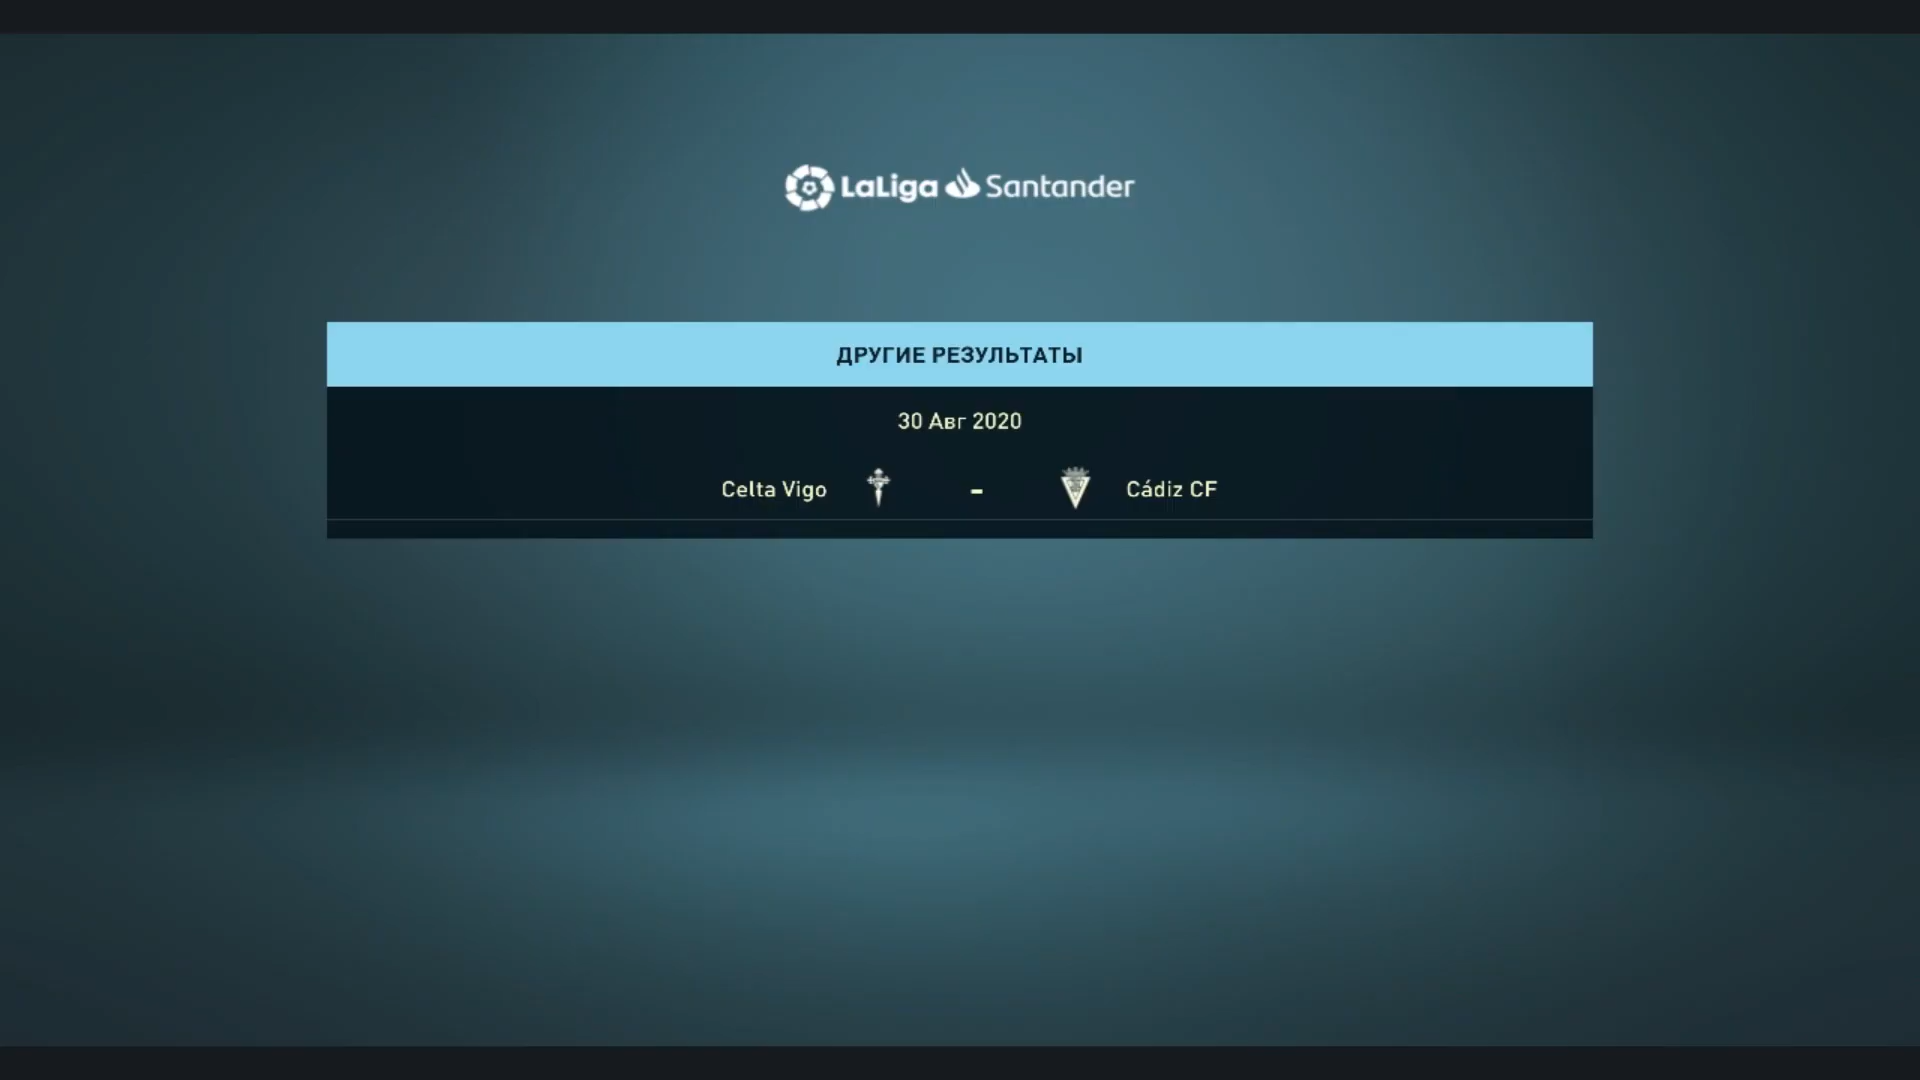 LaLiga Santander
ДРУГИЕ РЕЗУЛЬТАТЫ
30 Авг 2020
Celta Vigo - Cádiz CF